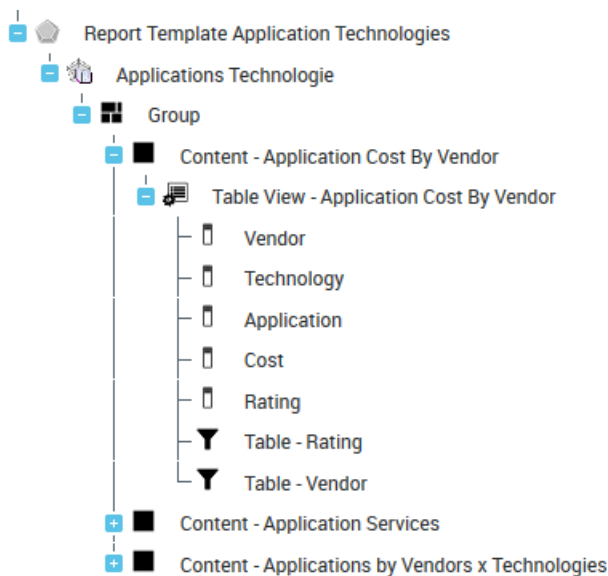 Report Template Application Technologies
Applications Technologie
Group
Content - Application Cost By Vendor
Table View - Application Cost By Vendor
Vendor
Technology
Application
Cost
Rating
Table - Rating
Table - Vendor
Content - Application Services
Content - Applications by Vendors x Technologies